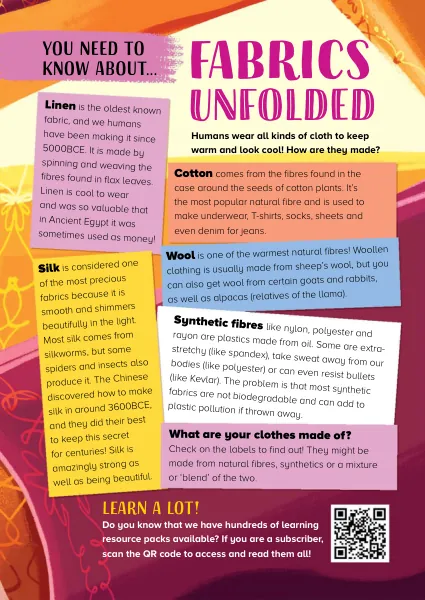 YOU NEED TO
KNOW ABOUT...
FABRICS
UNFOLDED
Humans wear all kinds of cloth to keep
warm and look cool! How are they made?
Linen is the oldest known
fabric, and we humans
have been making it since
5000BCE. It is made by
spinning and weaving the
fibres found in flax leaves.
Linen is cool to wear
and was so valuable that
in Ancient Egypt it was
sometimes used as money!
Cotton comes from the fibres found in the
case around the seeds of cotton plants. It's
the most popular natural fibre and is used to
make underwear, T-shirts, socks, sheets and
even denim for jeans.
Wool is one of the warmest natural fibres! Woollen
clothing is usually made from sheep's wool, but you
can also get wool from certain goats and rabbits,
as well as alpacas (relatives of the llama).
Silk is considered one
of the most precious
fabrics because it is
smooth and shimmers
beautifully in the light.
Most silk comes from
silkworms, but some
spiders and insects also
produce it. The Chinese
discovered how to make
silk in around 3600BCE,
and they did their best
to keep this secret
for centuries! Silk is
amazingly strong as
well as being beautiful.
Synthetic fibres like nylon, polyester and
rayon are plastics made from oil. Some are extra-
stretchy (like spandex), take sweat away from our
bodies (like polyester) or can even resist bullets
(like Kevlar). The problem is that most synthetic
fabrics are not biodegradable and can add to
plastic pollution if thrown away.
What are your clothes made of?
Check on the labels to find out! They might be
made from natural fibres, synthetics or a mixture
or 'blend' of the two.
LEARN A LOT!
Do you know that we have hundreds of learning
resource packs available? If you are a subscriber,
scan the QR code to access and read them all!